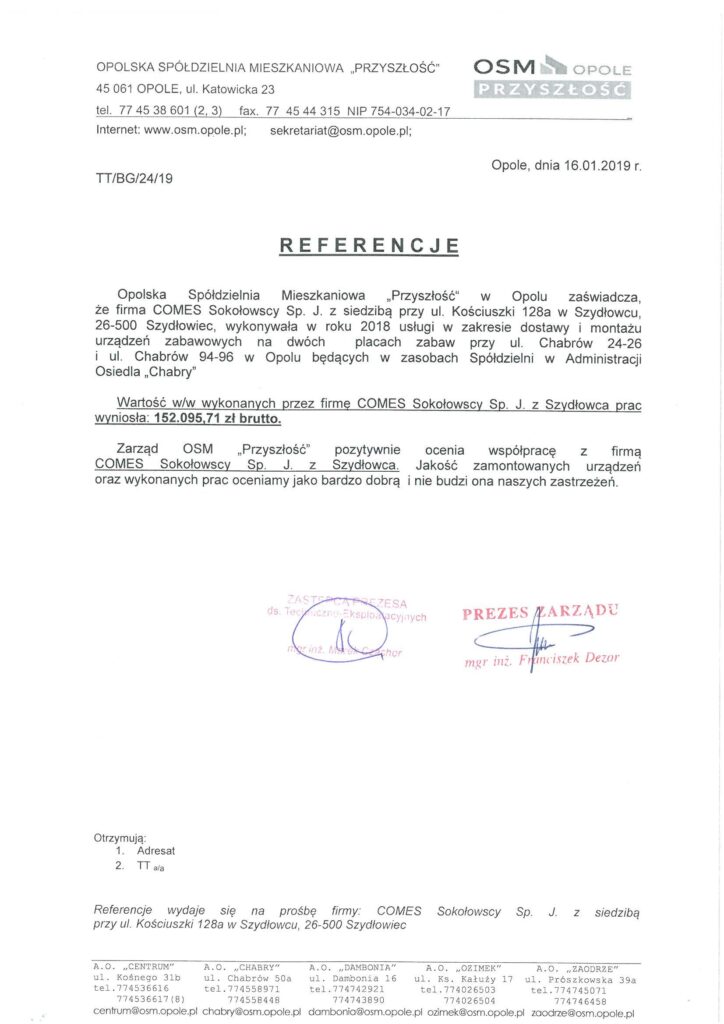 OPOLSKA SPÓŁDZIELNIA MIESZKANIOWA „PRZYSZŁOŚĆ"
45 061 OPOLE, ul. Katowicka 23
tel. 77 45 38 601 (2, 3) fax. 77 45 44 315 NIP 754-034-02-17
Internet: www.osm.opole.pl; sekretariat@osm.opole.pl;
OSM OPOLE
PRZYSZŁOŚĆ
Opole, dnia 16.01.2019 r.
TT/BG/24/19
REFERENCJE
Opolska Spółdzielnia Mieszkaniowa „Przyszłość" w Opolu zaświadcza,
że firma COMES Sokołowscy Sp. J. z siedzibą przy ul. Kościuszki 128a w Szydłowcu,
26-500 Szydłowiec, wykonywała w roku 2018 usługi w zakresie dostawy i montażu
urządzeń zabawowych na dwóch placach zabaw przy ul. Chabrów 24-26
i ul. Chabrów 94-96 w Opolu będących w zasobach Spółdzielni w Administracji
Osiedla „Chabry"
Wartość w/w wykonanych przez firmę COMES Sokołowscy Sp. J. z Szydłowca prac
wyniosła: 152.095,71 zł brutto.
Zarząd OSM „Przyszłość" pozytywnie ocenia współpracę z firmą
COMES Sokołowscy Sp. J. z Szydłowca. Jakość zamontowanych urządzeń
oraz wykonanych prac oceniamy jako bardzo dobrą i nie budzi ona naszych zastrzeżeń.
ZASTĘPCA PREZESA
ds. Techniczno-Eksploatacyjnych
mgr inż.
PREZES ZARZĄDU
mgr inż. Franciszek Dezor
Otrzymują:
1. Adresat
2. TT a/a
Referencje wydaje się na prośbę firmy: COMES Sokołowscy Sp. J. z siedzibą
przy ul. Kościuszki 128a w Szydłowcu, 26-500 Szydłowiec
A.O. „CENTRUM" A.O. „CHABRY" A.O. „DAMBONIA" A.O. „OZIMEK" A.O. „ZAODRZE"
ul. Kośnego 31b ul. Chabrów 50a ul. Dambonia 16 ul. Ks. Kałuży 17 ul. Prószkowska 39a
tel.774536616 tel.774558971 tel.774742921 tel.774026503 tel.774745071
774536617(8) 774558448 774743890 774026504 774746458
centrum@osm.opole.pl chabry@osm.opole.pl dambonia@osm.opole.pl ozimek@osm.opole.pl zaodrze@osm.opole.pl